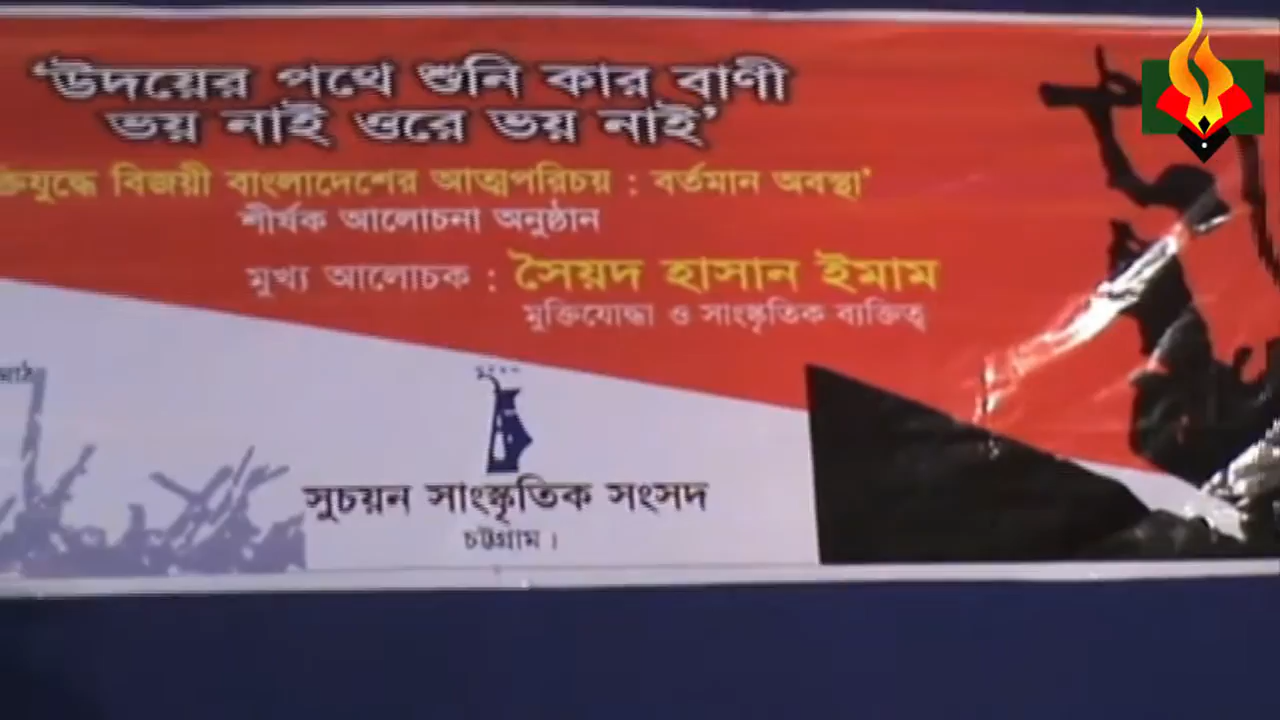 ‘উদয়ের পথে শুনি কার বাণী
ভয় নাই ওরে ভয় নাই’
বিজয়ী বাংলাদেশের আত্মপরিচয় : বর্তমান অবস্থা’
শীর্ষক আলোচনা অনুষ্ঠান
মুখ্য আলোচক : সৈয়দ হাসান ইমাম
মুক্তিযোদ্ধা ও সাংস্কৃতিক ব্যক্তিত্ব
সুচয়ন সাংস্কৃতিক সংসদ
চট্টগ্রাম।